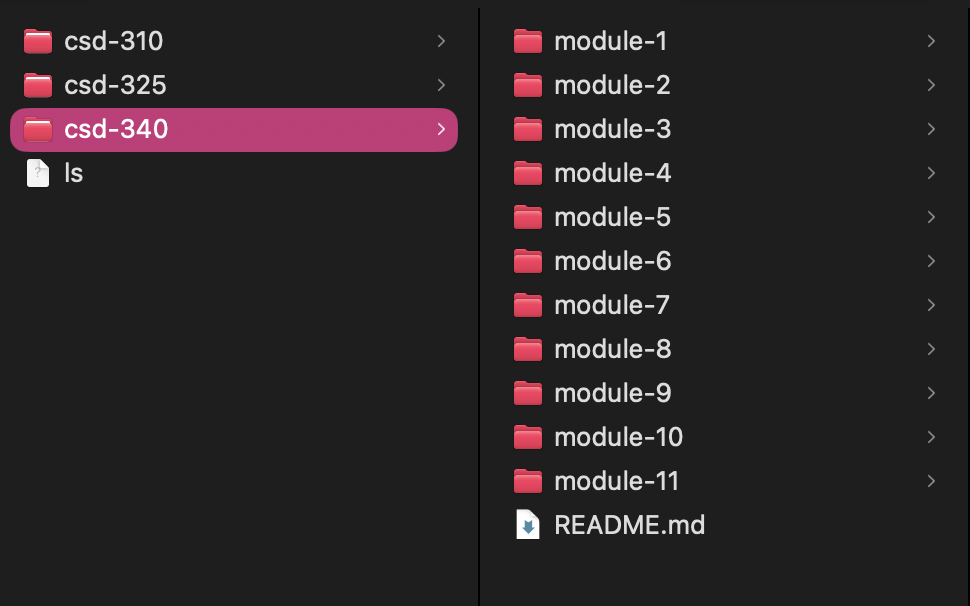 csd-310
csd-325
csd-340
ls
module-1
module-2
module-3
module-4
module-5
module-6
module-7
module-8
module-9
module-10
module-11
README.md